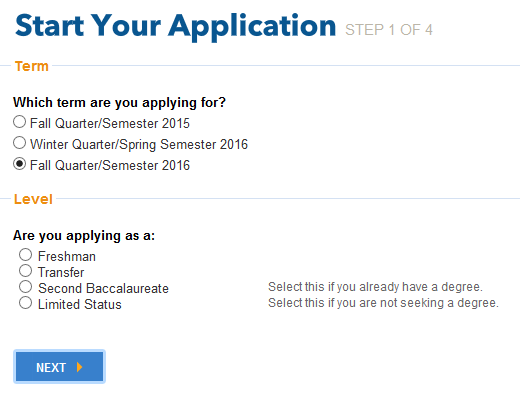 Start Your Application STEP 1 OF 4
Term
Which term are you applying for?
Fall Quarter/Semester 2015
Winter Quarter/Spring Semester 2016
Fall Quarter/Semester 2016
Level
Are you applying as a:
Freshman
Transfer
Second Baccalaureate Select this if you already have a degree.
Limited Status Select this if you are not seeking a degree.
NEXT